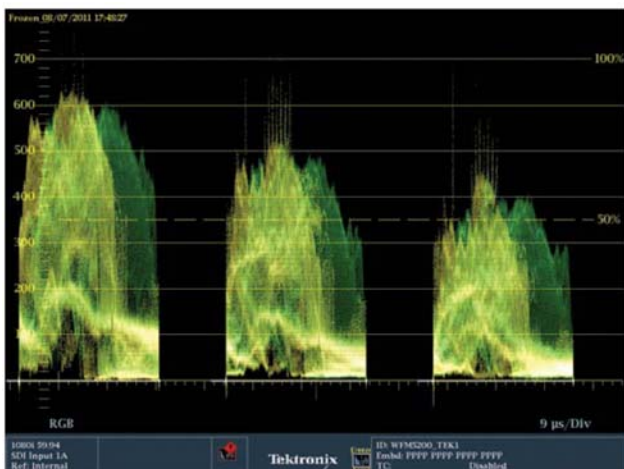 Frozen 08/07/2011 17:48:27
700
100%
600
500
400
50%
300
200
100
RGB
9 µs/Div
1080i 59.94
SDI Input 1A
Ref: Internal
Tektronix
ID: WFM5200_TEK1
Embd: PPPP PPPP PPPP PPPP
TC: Disabled